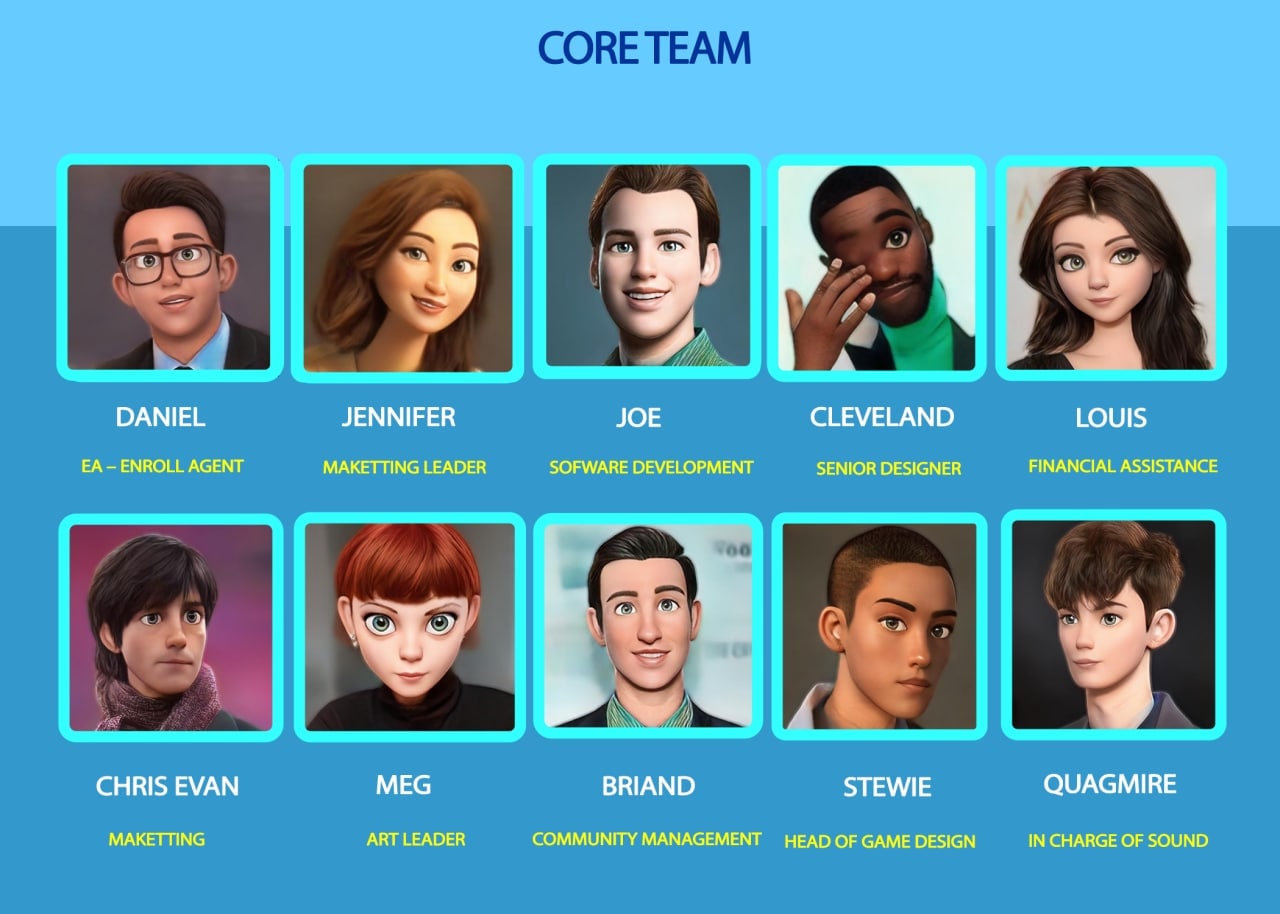 CORE TEAM
DANIEL
JENNIFER
JOE
CLEVELAND
LOUIS
EA – ENROLL AGENT
MAKETTING LEADER
SOFWARE DEVELOPMENT
SENIOR DESIGNER
FINANCIAL ASSISTANCE
CHRIS EVAN
MEG
BRIAND
STEWIE
QUAGMIRE
MAKETTING
ART LEADER
COMMUNITY MANAGEMENT
HEAD OF GAME DESIGN
IN CHARGE OF SOUND